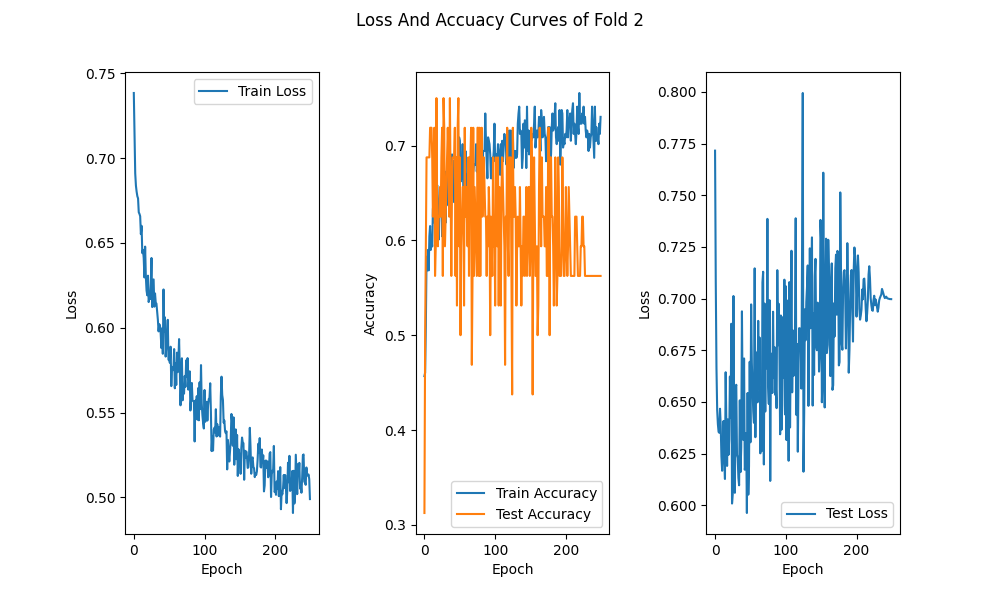 Loss And Accuacy Curves of Fold 2
Train Loss
0.75
0.70
0.65
0.60
0.55
0.50
Loss
0
100
200
Epoch
0.7
0.6
0.5
0.4
0.3
Accuracy
Train Accuracy
Test Accuracy
0
100
200
Epoch
0.800
0.775
0.750
0.725
0.700
0.675
0.650
0.625
0.600
Loss
Test Loss
0
100
200
Epoch